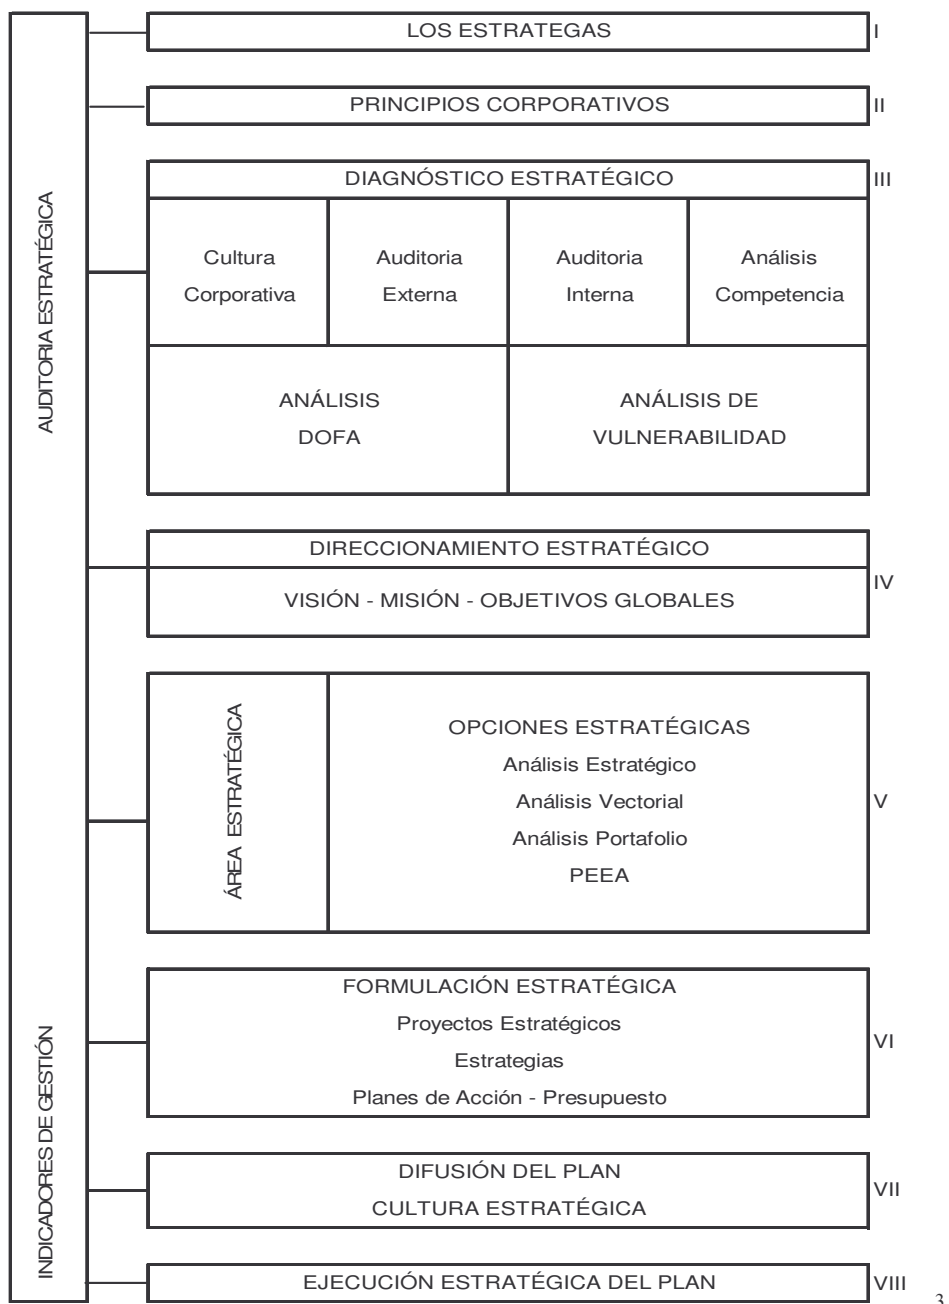 LOS ESTRATEGAS
I
PRINCIPIOS CORPORATIVOS
II
DIAGNÓSTICO ESTRATÉGICO
III
Cultura
Corporativa
Auditoria
Externa
Auditoria
Interna
Análisis
Competencia
ANÁLISIS
DOFA
ANÁLISIS DE
VULNERABILIDAD
AUDITORIA ESTRATÉGICA
DIRECCIONAMIENTO ESTRATÉGICO
VISIÓN - MISIÓN - OBJETIVOS GLOBALES
IV
ÁREA ESTRATÉGICA
OPCIONES ESTRATÉGICAS
Análisis Estratégico
Análisis Vectorial
Análisis Portafolio
PEEA
V
FORMULACIÓN ESTRATÉGICA
Proyectos Estratégicos
Estrategias
Planes de Acción - Presupuesto
VI
INDICADORES DE GESTIÓN
DIFUSIÓN DEL PLAN
CULTURA ESTRATÉGICA
VII
EJECUCIÓN ESTRATÉGICA DEL PLAN
VIII
3